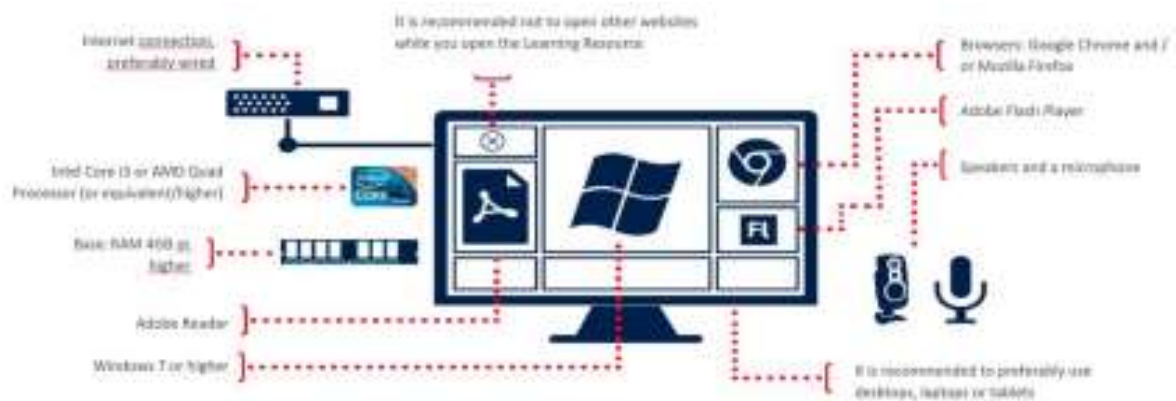 It is recommended not to open other websites
while you open the Learning Resource
Internet connection,
preferably wired
Browsers: Google Chrome and /
or Mozilla Firefox
Adobe Flash Player
Speakers and a microphone
Intel Core i3 or AMD Quad
Processor (or equivalent/higher)
Base RAM 4GB or
higher
Fl
Adobe Reader
Windows 7 or higher
It is recommended to preferably use
desktops, laptops or tablets